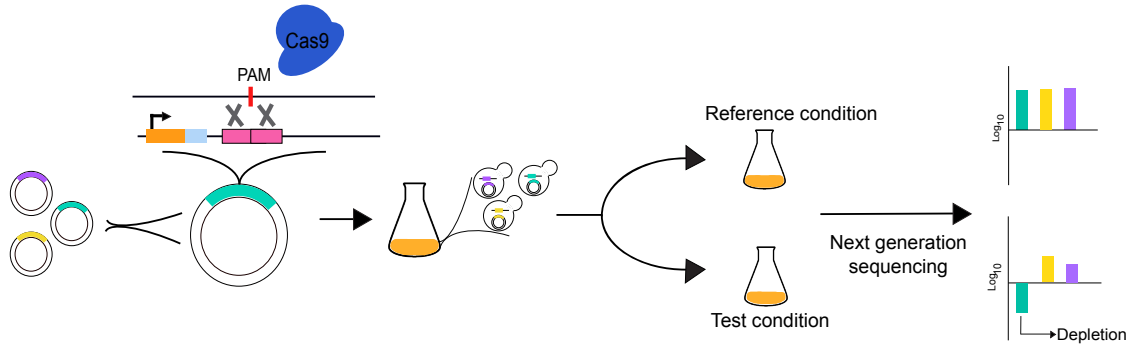 Cas9
PAM
Reference condition
Log10
Next generation
sequencing
Test condition
Log10
Depletion